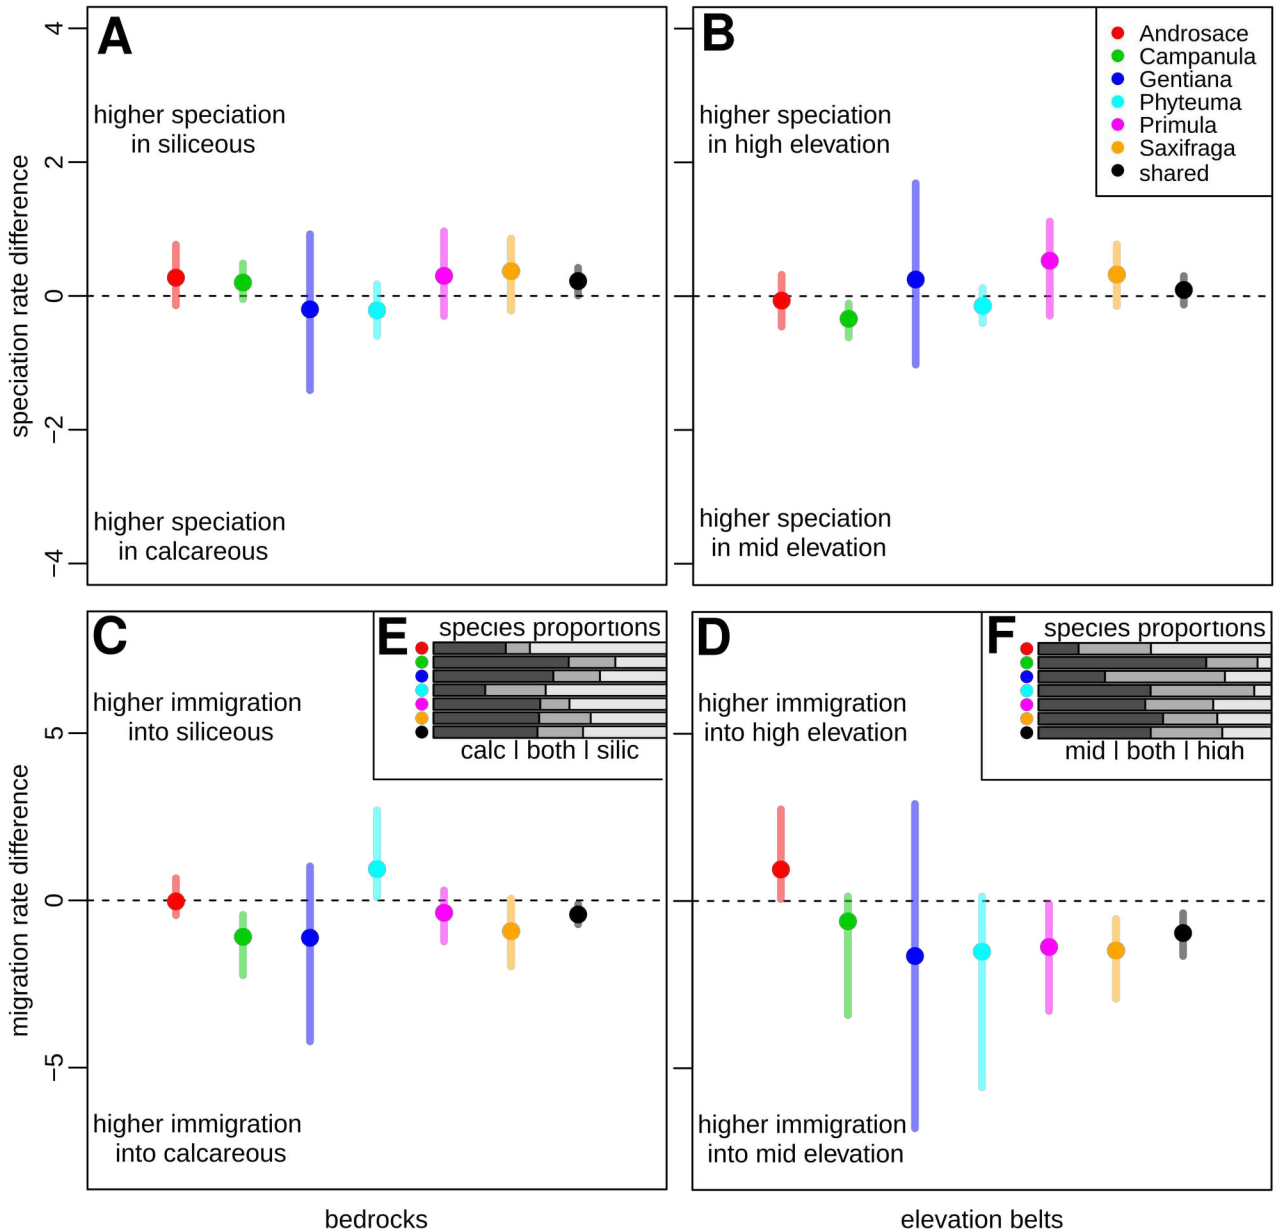 A
4
2
0
−2
−4
speciation rate difference
higher speciation
in siliceous
higher speciation
in calcareous
B
higher speciation
in high elevation
higher speciation
in mid elevation
Androsace
Campanula
Gentiana
Phyteuma
Primula
Saxifraga
shared
C
5
0
−5
migration rate difference
higher immigration
into siliceous
higher immigration
into calcareous
E
species proportions
calc | both | silic
bedrocks
D
higher immigration
into high elevation
higher immigration
into mid elevation
F
species proportions
mid | both | high
elevation belts